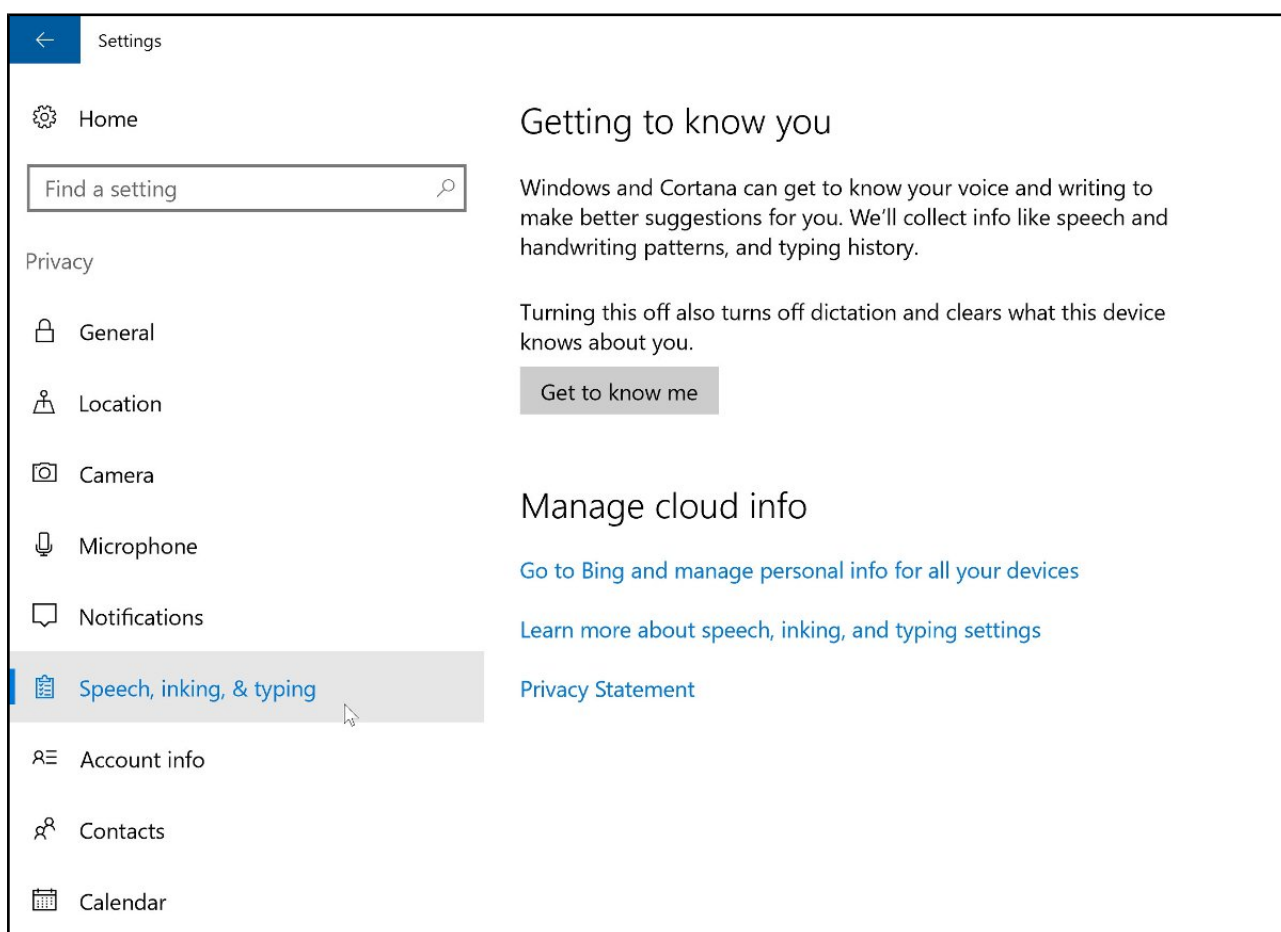 Settings
Home
Find a setting
Privacy
General
Location
Camera
Microphone
Notifications
Speech, inking, & typing
Account info
Contacts
Calendar
Getting to know you
Windows and Cortana can get to know your voice and writing to
make better suggestions for you. We’ll collect info like speech and
handwriting patterns, and typing history.
Turning this off also turns off dictation and clears what this device
knows about you.
Get to know me
Manage cloud info
Go to Bing and manage personal info for all your devices
Learn more about speech, inking, and typing settings
Privacy Statement